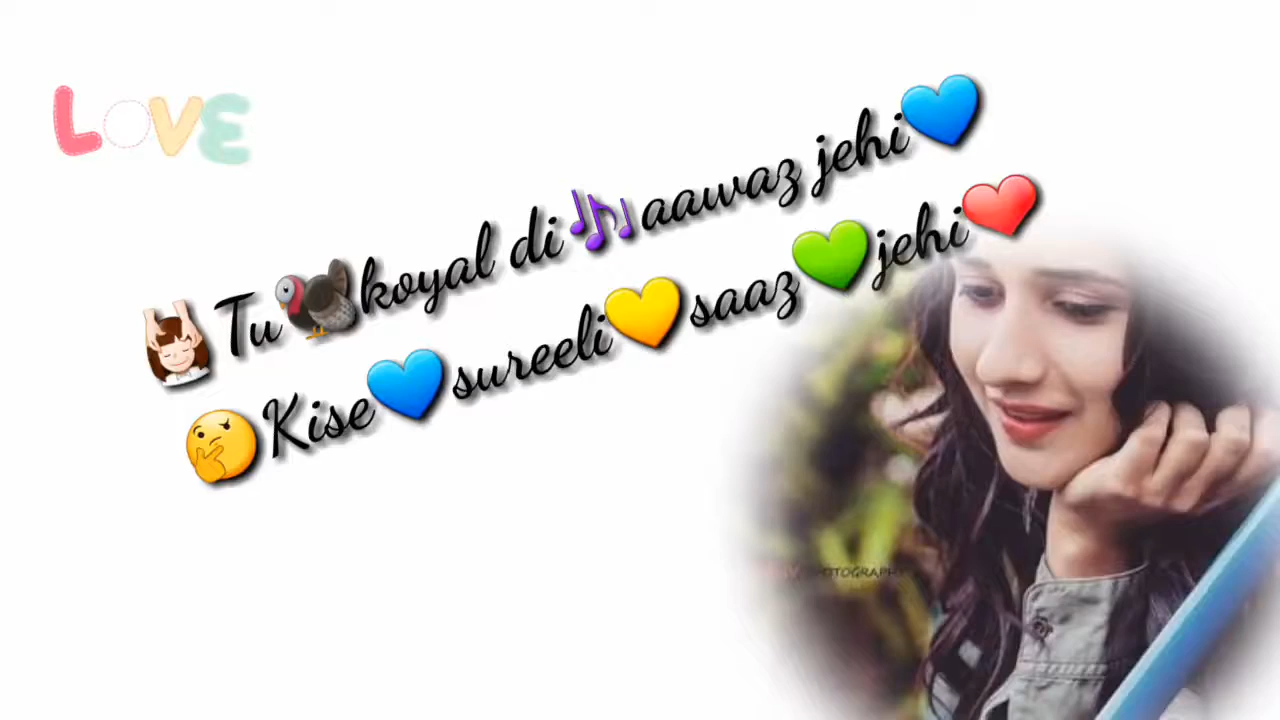 LOVE
💆Tu🦃koyal di🎶aawaz jehi💙
🤔Kise💙sureeli💛saaz💚jehi❤️